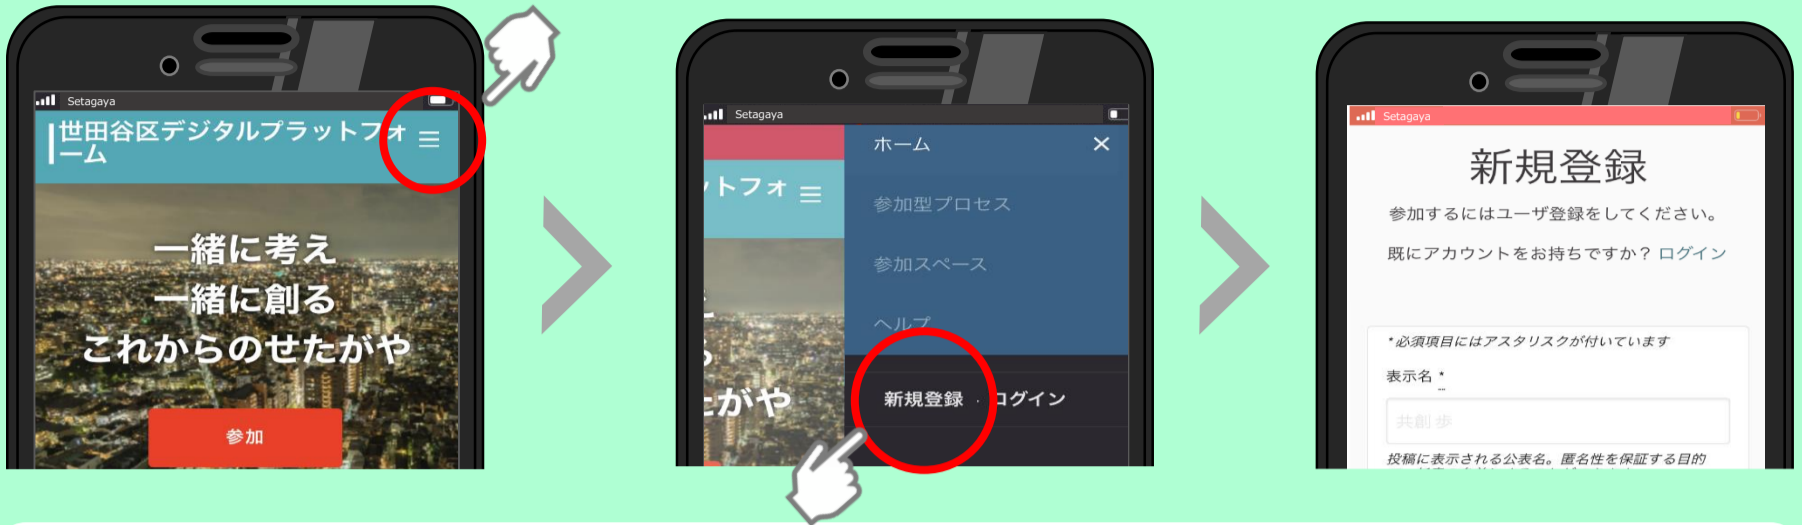 Setagaya
世田谷区デジタルプラットフォ
ーム
一緒に考え
一緒に創る
これからのせたがや
参加
Setagaya
ットフォ
がや
ホーム
参加型プロセス
参加スペース
ヘルプ
新規登録 · ログイン
Setagaya
新規登録
参加するにはユーザ登録をしてください。
既にアカウントをお持ちですか? ログイン
*必須項目にはアスタリスクが付いています
表示名 *
共創 歩
投稿に表示される公表名。匿名性を保証する目的